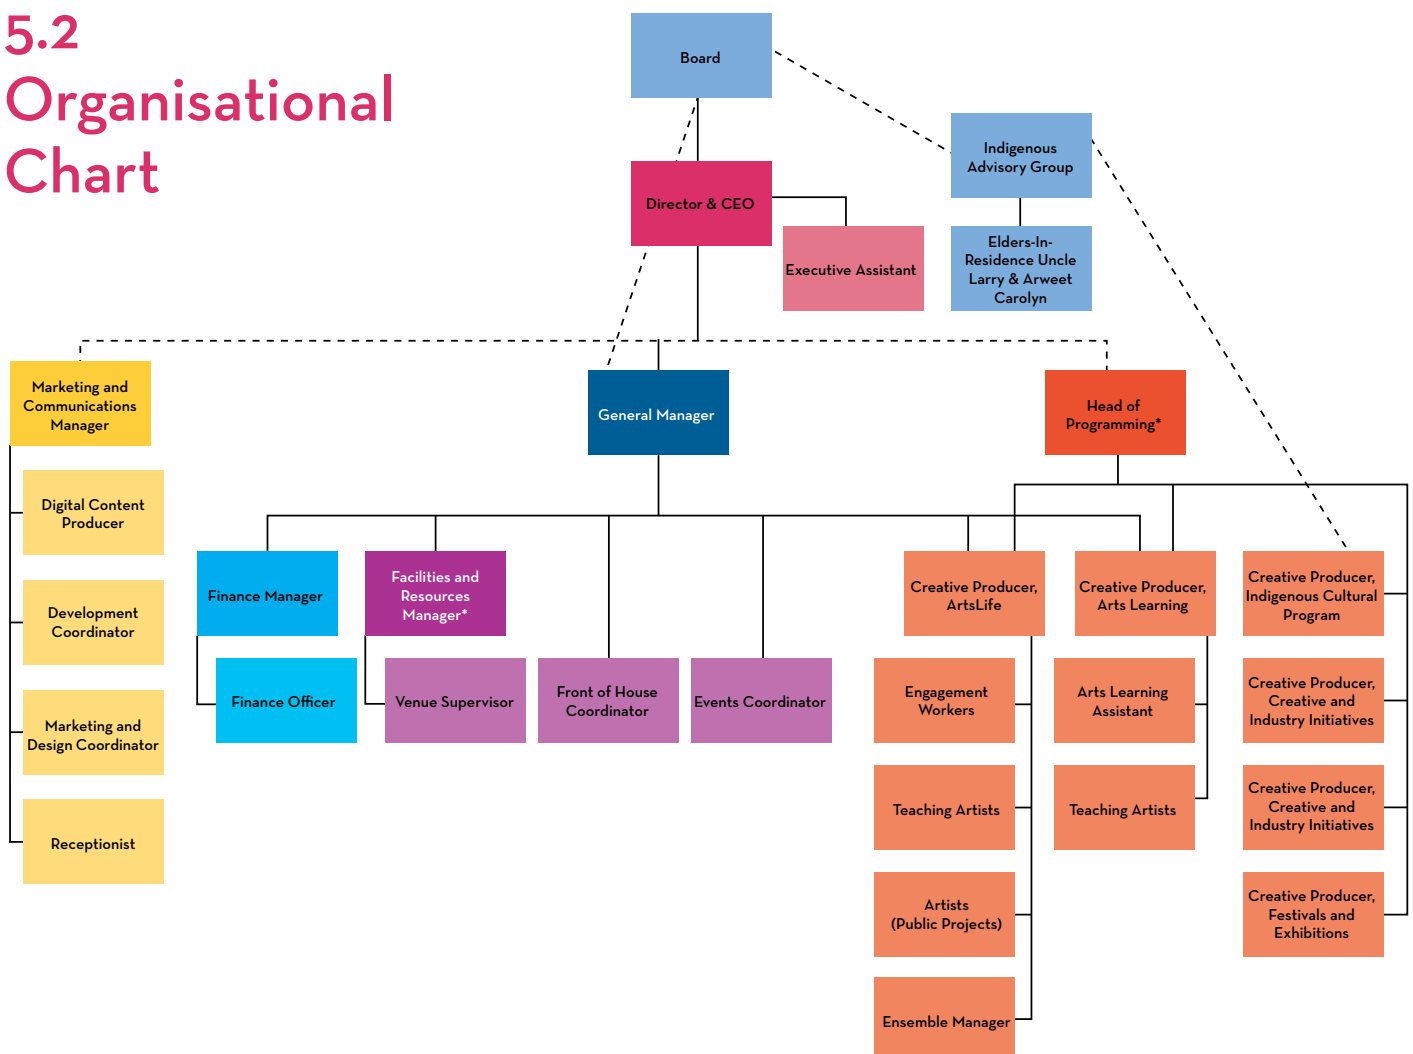 5.2
Organisational
Chart
Board
Indigenous
Advisory Group
Director & CEO
Executive Assistant
Elders-In-
Residence Uncle
Larry & Arweet
Carolyn
Marketing and
Communications
Manager
General Manager
Head of
Programming*
Digital Content
Producer
Development
Coordinator
Marketing and
Design Coordinator
Receptionist
Finance Manager
Facilities and
Resources
Manager*
Finance Officer
Venue Supervisor
Front of House
Coordinator
Events Coordinator
Creative Producer,
ArtsLife
Creative Producer,
Arts Learning
Creative Producer,
Indigenous Cultural
Program
Engagement
Workers
Arts Learning
Assistant
Creative Producer,
Creative and
Industry Initiatives
Teaching Artists
Teaching Artists
Creative Producer,
Creative and
Industry Initiatives
Artists
(Public Projects)
Creative Producer,
Festivals and
Exhibitions
Ensemble Manager